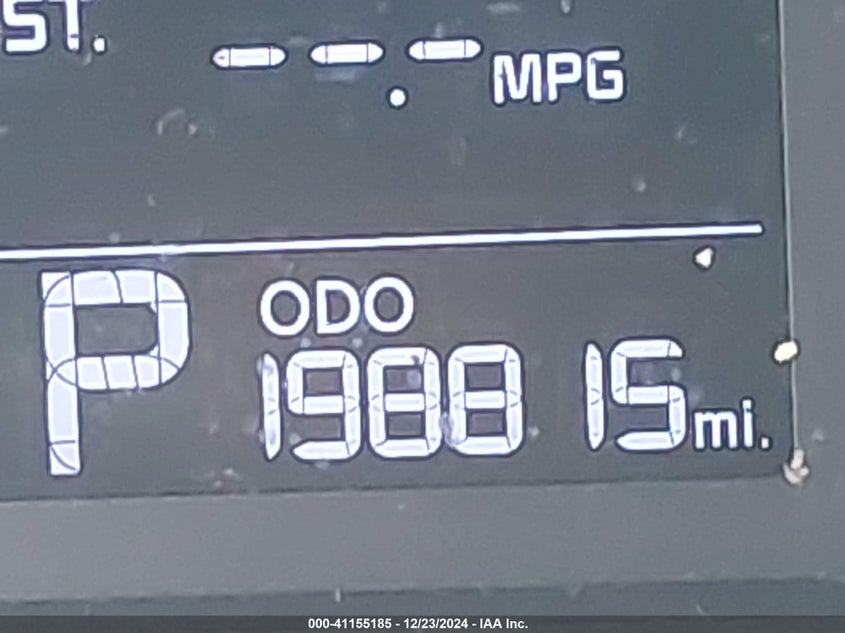 ST.
---.- MPG
P
ODO
198815 mi.
000-41155185 - 12/23/2024 - IAA Inc.